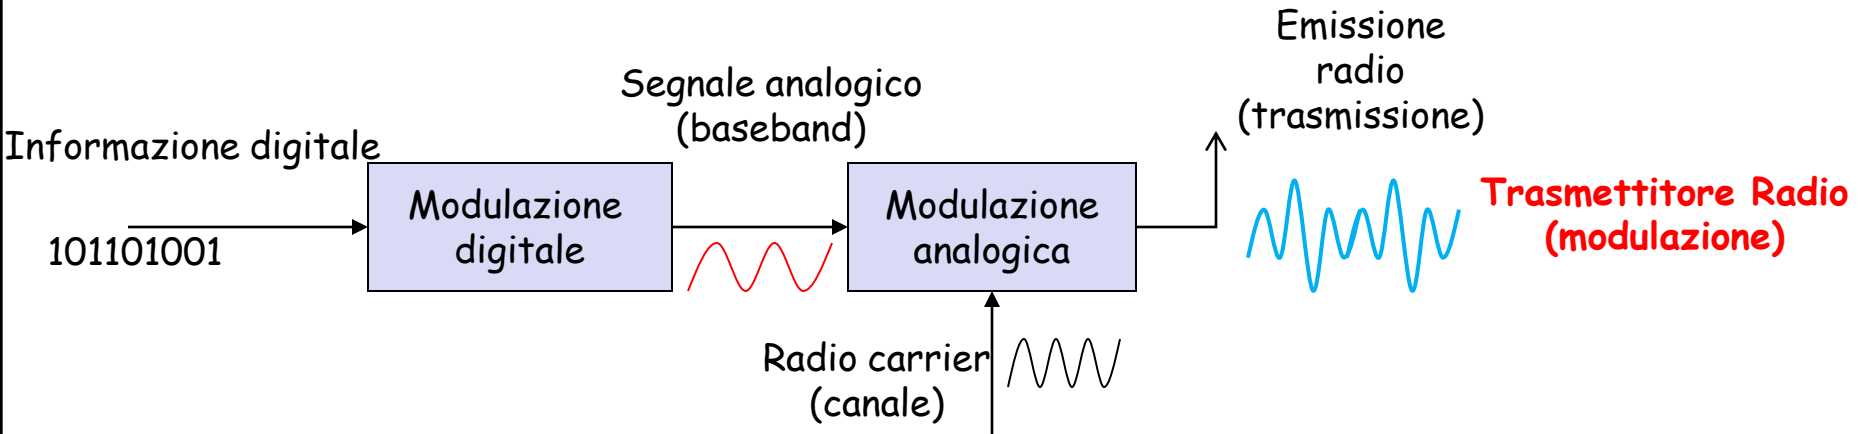 Informazione digitale
101101001
Modulazione
digitale
Segnale analogico
(baseband)
Modulazione
analogica
Radio carrier
(canale)
Emissione
radio
(trasmissione)
Trasmettitore Radio
(modulazione)